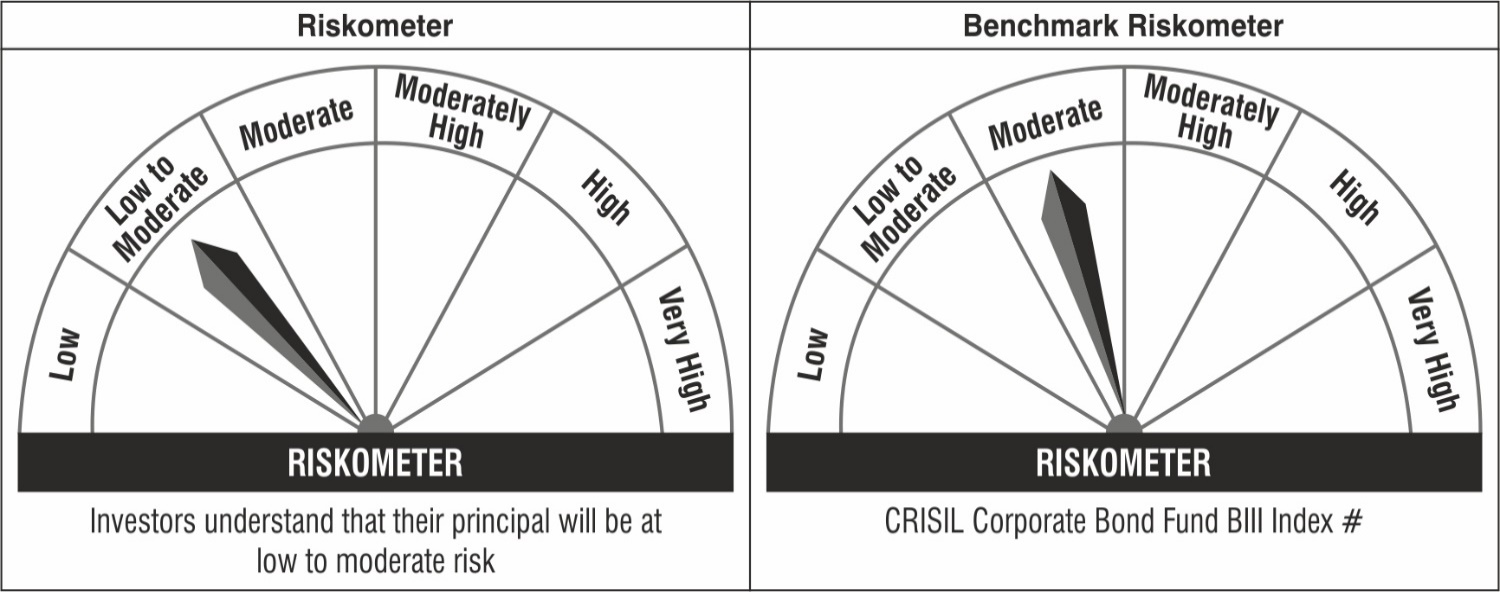 Riskometer
Low
Low to
Moderate
Moderate
Moderately
High
High
Very High
RISKOMETER
Investors understand that their principal will be at
low to moderate risk
Benchmark Riskometer
Low
Low to
Moderate
Moderate
Moderately
High
High
Very High
RISKOMETER
CRISIL Corporate Bond Fund BIII Index #